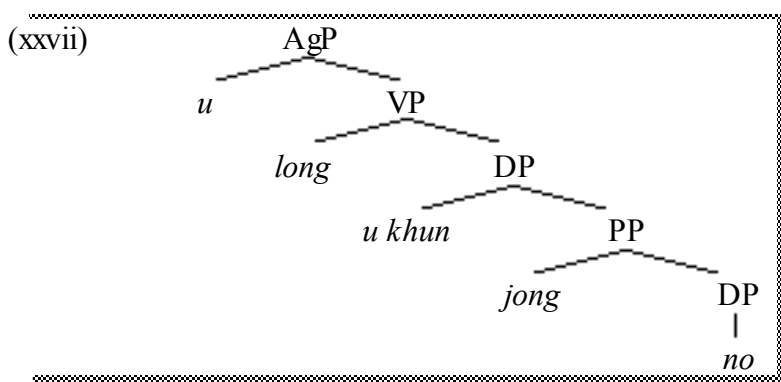 (xxvii) AgP
u VP
long DP
u khun PP
jong DP
no